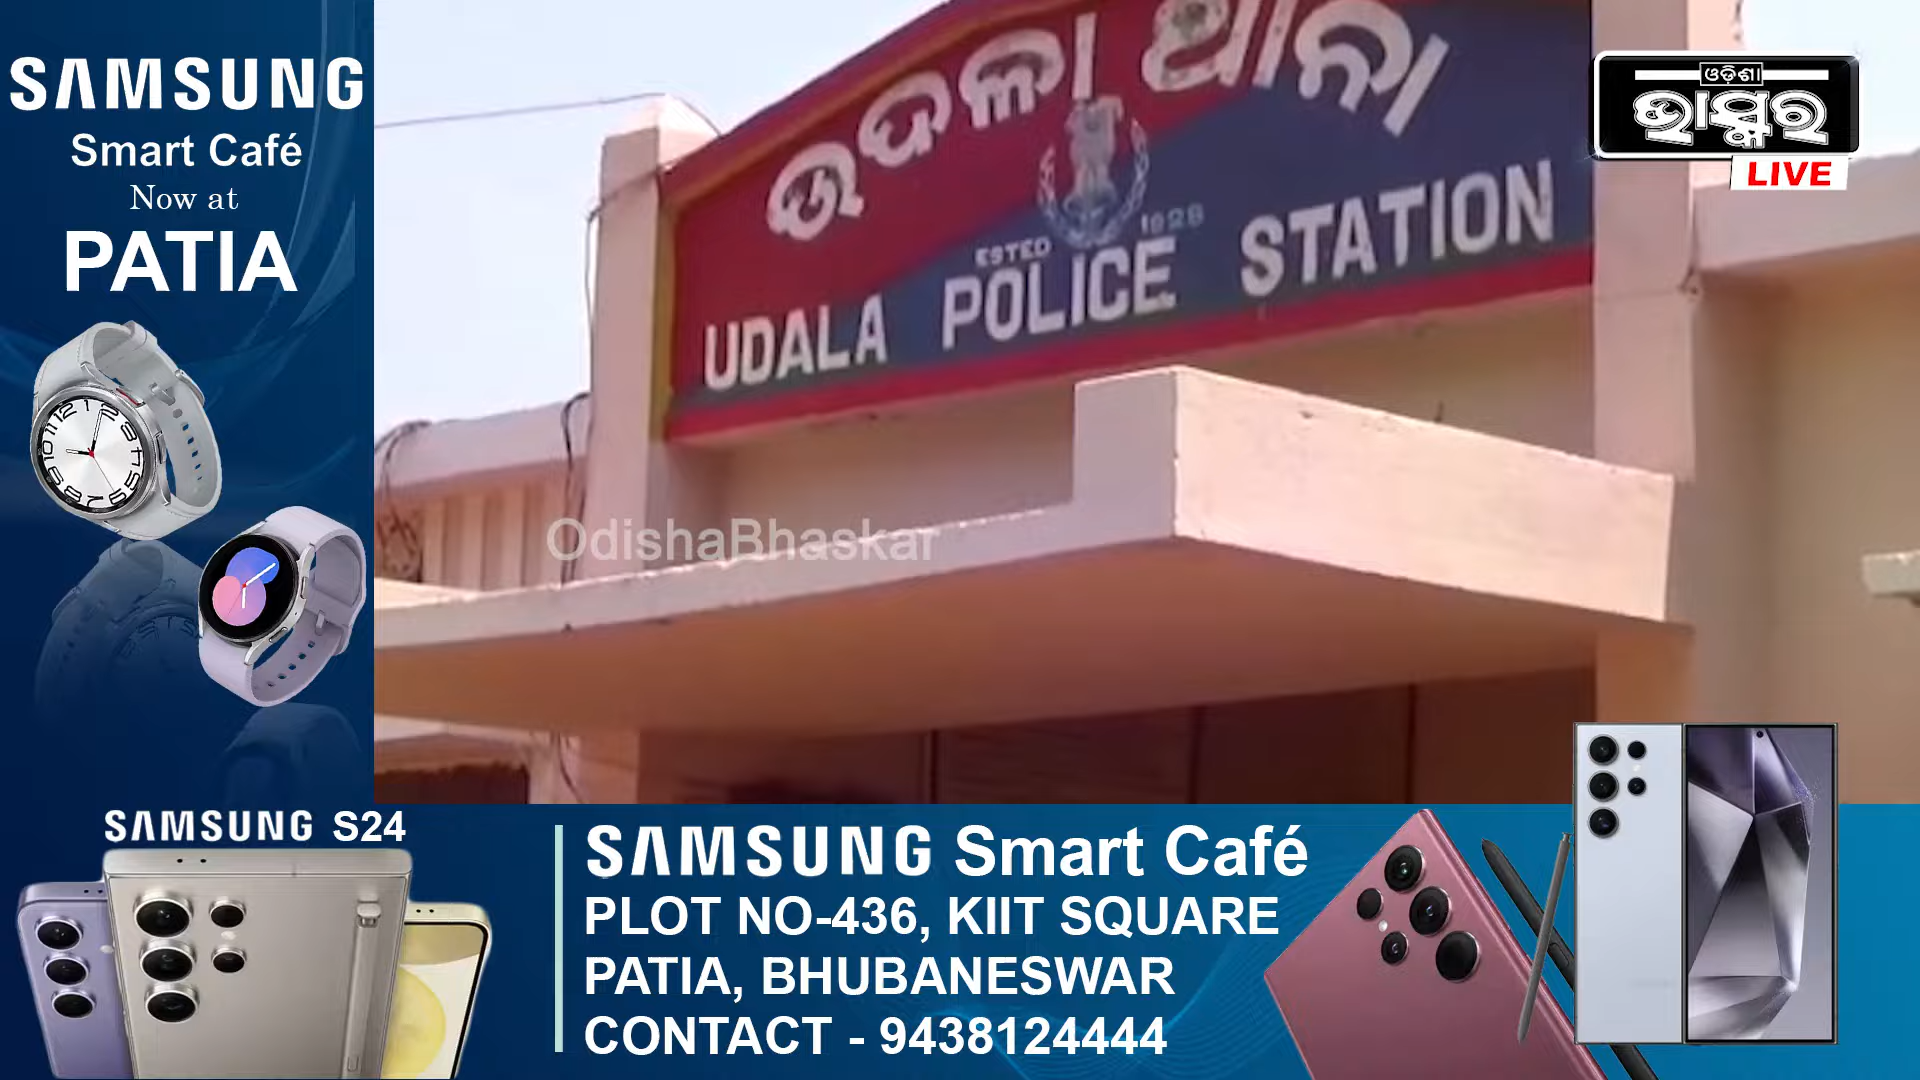 SAMSUNG
Smart Café
Now at
PATIA
ଉଦଳା ଥାନା
ESTED 1928
UDALA POLICE STATION
ଓଡ଼ିଶା
ଭାସ୍କର
LIVE
OdishaBhaskar
SAMSUNG S24
SAMSUNG Smart Café
PLOT NO-436, KIIT SQUARE
PATIA, BHUBANESWAR
CONTACT - 9438124444